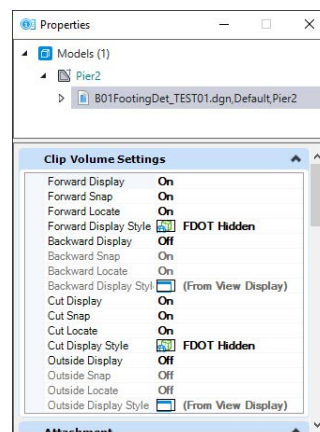 Properties
Models (1)
Pier2
B01FootingDet_TEST01.dgn,Default,Pier2
Clip Volume Settings
Forward Display On
Forward Snap On
Forward Locate On
Forward Display Style FDOT Hidden
Backward Display Off
Backward Snap On
Backward Locate On
Backward Display Styl (From View Display)
Cut Display On
Cut Snap On
Cut Locate On
Cut Display Style FDOT Hidden
Outside Display Off
Outside Snap Off
Outside Locate Off
Outside Display Style (From View Display)
Attachment